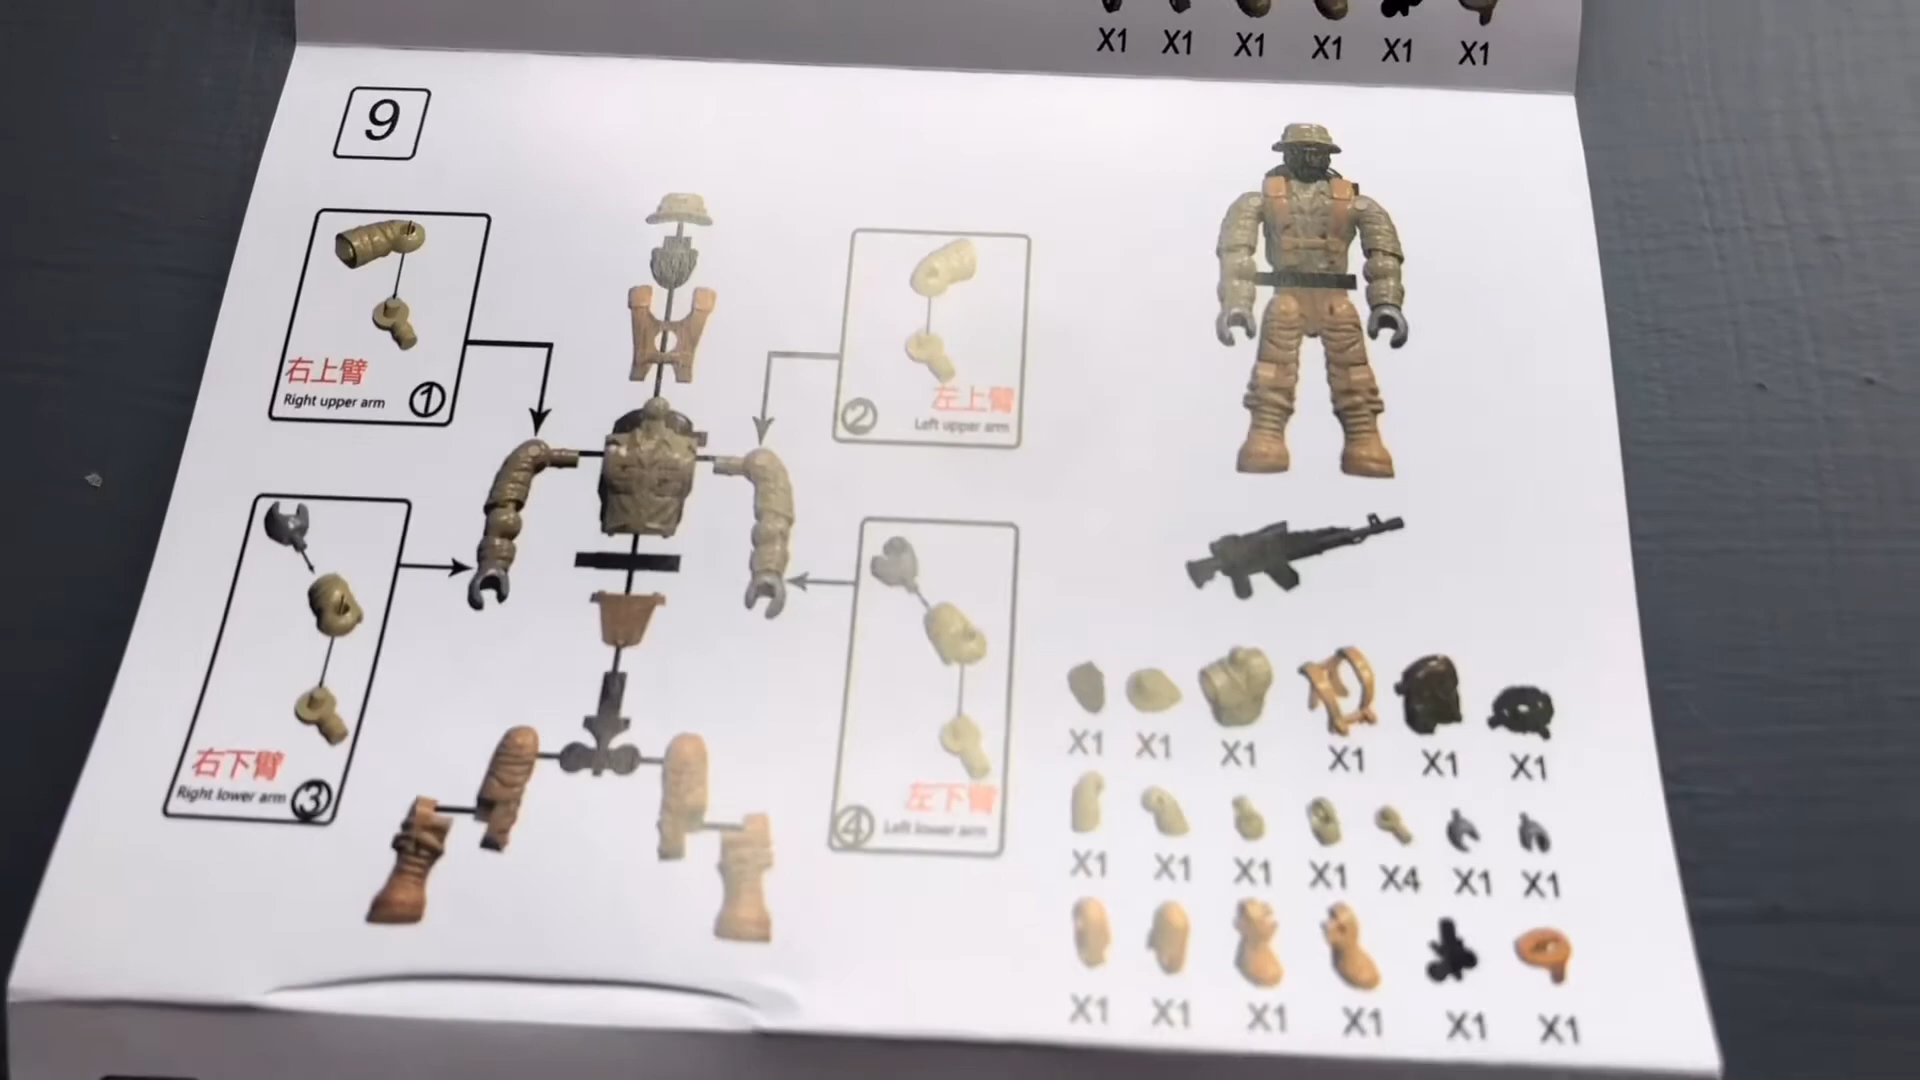 X1 X1 X1 X1 X1 X1
9
右上臂
Right upper arm ①
左上臂
② Left upper arm
右下臂
Right lower arm ③
左下臂
④ Left lower arm
X1 X1 X1 X1 X1 X1
X1 X1 X1 X1 X4 X1 X1
X1 X1 X1 X1 X1 X1